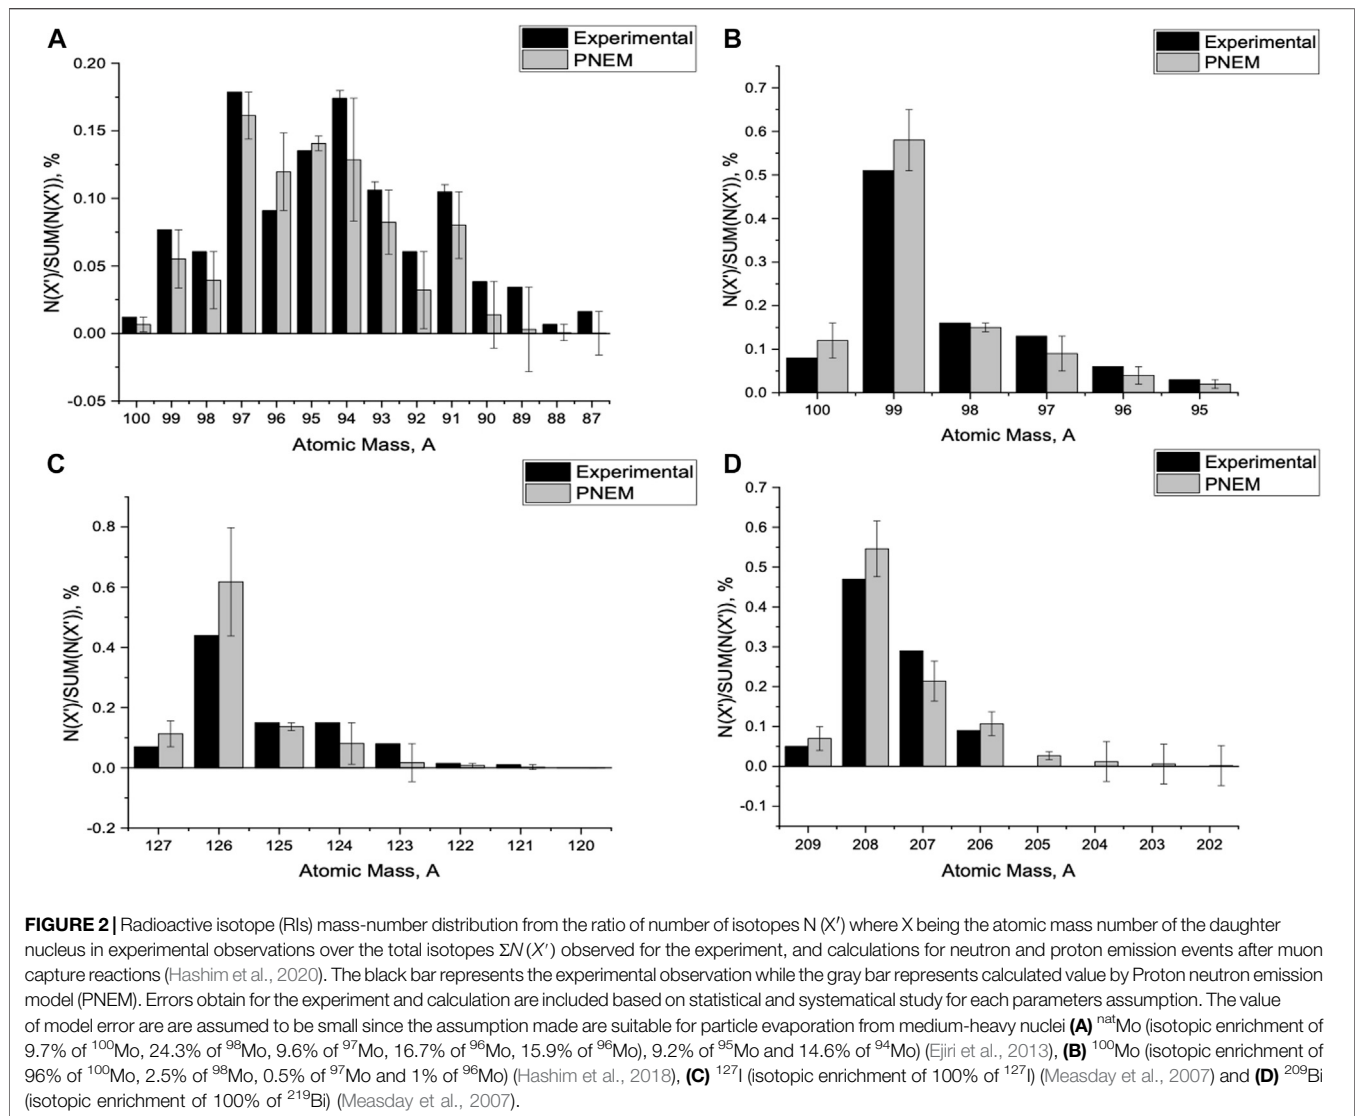 A
Experimental
PNEM
N(X')/SUM(N(X')), %
0.20
0.15
0.10
0.05
0.00
-0.05
100 99 98 97 96 95 94 93 92 91 90 89 88 87
Atomic Mass, A
B
Experimental
PNEM
N(X')/SUM(N(X')), %
0.7
0.6
0.5
0.4
0.3
0.2
0.1
0.0
100 99 98 97 96 95
Atomic Mass, A
C
Experimental
PNEM
N(X')/SUM(N(X')), %
0.8
0.6
0.4
0.2
0.0
-0.2
127 126 125 124 123 122 121 120
Atomic Mass, A
D
Experimental
PNEM
N(X')/SUM(N(X')), %
0.7
0.6
0.5
0.4
0.3
0.2
0.1
0.0
-0.1
209 208 207 206 205 204 203 202
Atomic Mass, A
FIGURE 2 | Radioactive isotope (RIs) mass-number distribution from the ratio of number of isotopes N (X′) where X being the atomic mass number of the daughter
nucleus in experimental observations over the total isotopes ΣN (X′) observed for the experiment, and calculations for neutron and proton emission events after muon
capture reactions (Hashim et al., 2020). The black bar represents the experimental observation while the gray bar represents calculated value by Proton neutron emission
model (PNEM). Errors obtain for the experiment and calculation are included based on statistical and systematical study for each parameters assumption. The value
of model error are are assumed to be small since the assumption made are suitable for particle evaporation from medium-heavy nuclei (A) ⁿᵃᵗMo (isotopic enrichment of
9.7% of ¹⁰⁰Mo, 24.3% of ⁹⁸Mo, 9.6% of ⁹⁷Mo, 16.7% of ⁹⁶Mo, 15.9% of ⁹⁶Mo), 9.2% of ⁹⁵Mo and 14.6% of ⁹⁴Mo) (Ejiri et al., 2013), (B) ¹⁰⁰Mo (isotopic enrichment of
96% of ¹⁰⁰Mo, 2.5% of ⁹⁸Mo, 0.5% of ⁹⁷Mo and 1% of ⁹⁶Mo) (Hashim et al., 2018), (C) ¹²⁷I (isotopic enrichment of 100% of ¹²⁷I) (Measday et al., 2007) and (D) ²⁰⁹Bi
(isotopic enrichment of 100% of ²¹⁹Bi) (Measday et al., 2007).